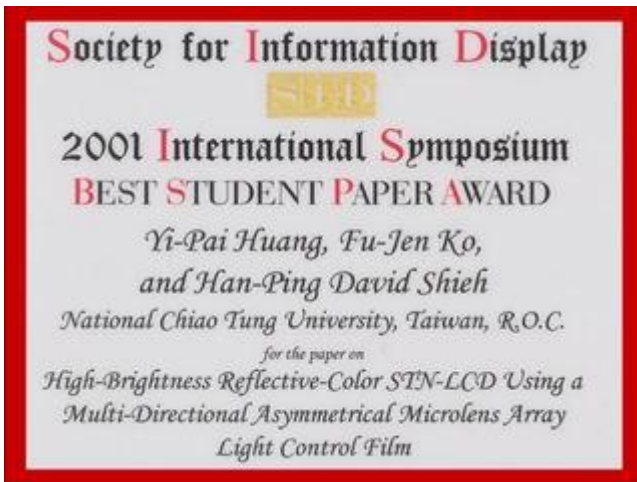 Society for Information Display
SID
2001 International Symposium
BEST STUDENT PAPER AWARD
Yi-Pai Huang, Fu-Jen Ko,
and Han-Ping David Shieh
National Chiao Tung University, Taiwan, R.O.C.
for the paper on
High-Brightness Reflective-Color STN-LCD Using a
Multi-Directional Asymmetrical Microlens Array
Light Control Film